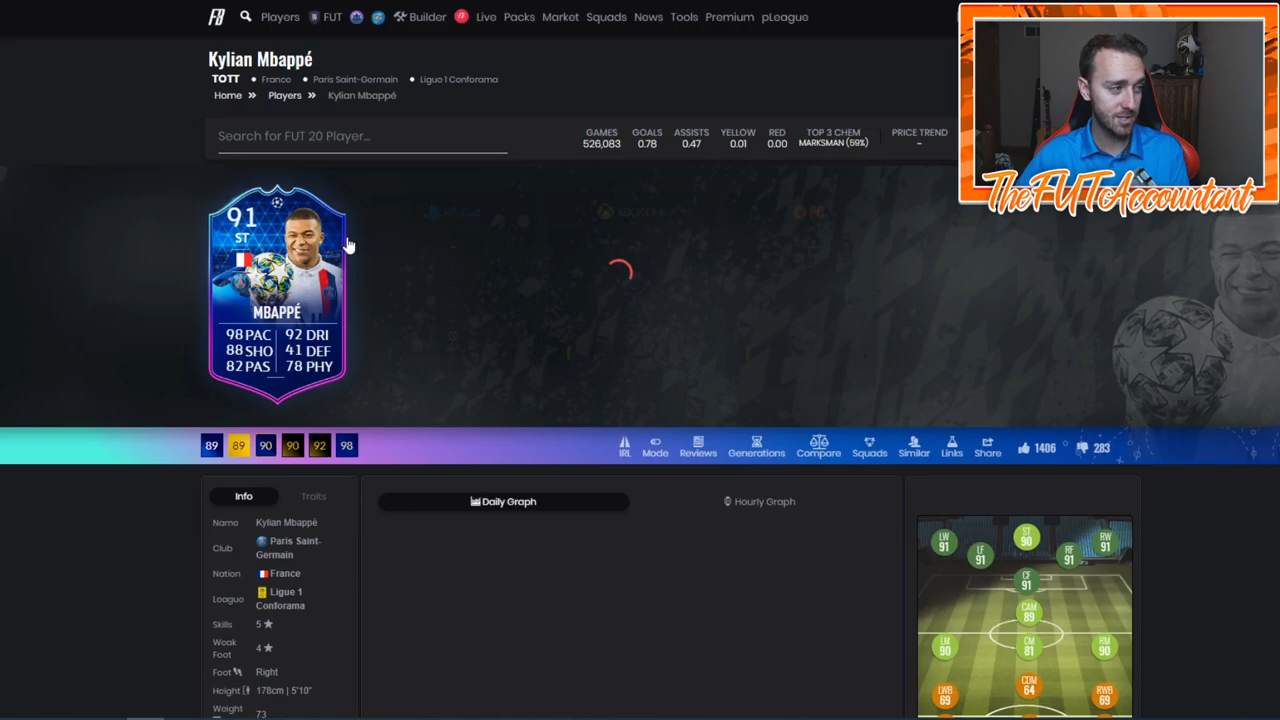 FB Players FUT Builder Live Packs Market Squads News Tools Premium pLeague
Kylian Mbappé
TOTT • France • Paris Saint-Germain • Ligue 1 Conforama
Home » Players » Kylian Mbappé
Search for FUT 20 Player...
GAMES GOALS ASSISTS YELLOW RED TOP 3 CHEM PRICE TREND
526,083 0.78 0.47 0.01 0.00 MARKSMAN (59%) -
TheFUTAccountant
91
ST
MBAPPÉ
98 PAC 92 DRI
88 SHO 41 DEF
82 PAS 78 PHY
89 89 90 90 92 98
IRL Mode Reviews Generations Compare Squads Similar Links Share 1406 283
Info Traits
Daily Graph Hourly Graph
Name Kylian Mbappé
Club Paris Saint-
Germain
Nation France
League Ligue 1
Conforama
Skills 5
Weak
Foot 4
Foot Right
Height 178cm | 5'10"
Weight 73
LW 91
LF 91
ST 90
RF 91
RW 91
CF 91
CAM 89
LM 90
CM 81
RM 90
LWB 69
CDM 64
RWB 69